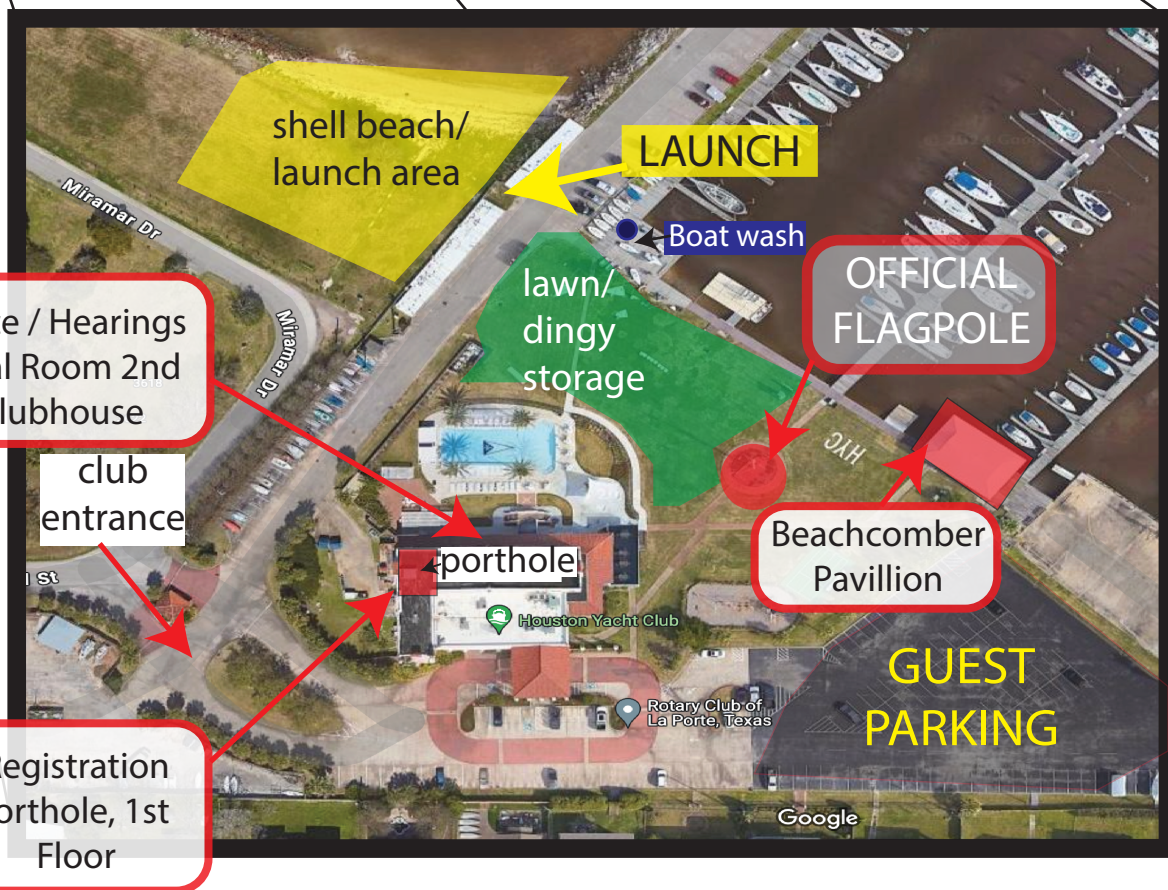 shell beach/
launch area
LAUNCH
Miramar Dr
Boat wash
OFFICIAL
FLAGPOLE
lawn/
dingy
storage
/ Hearings
Room 2nd
Miramar Dr
HYC
club
entrance
porthole
Beachcomber
Pavillion
St
Houston Yacht Club
GUEST
PARKING
Rotary Club of
La Porte, Texas
Registration
Porthole, 1st
Floor
Google